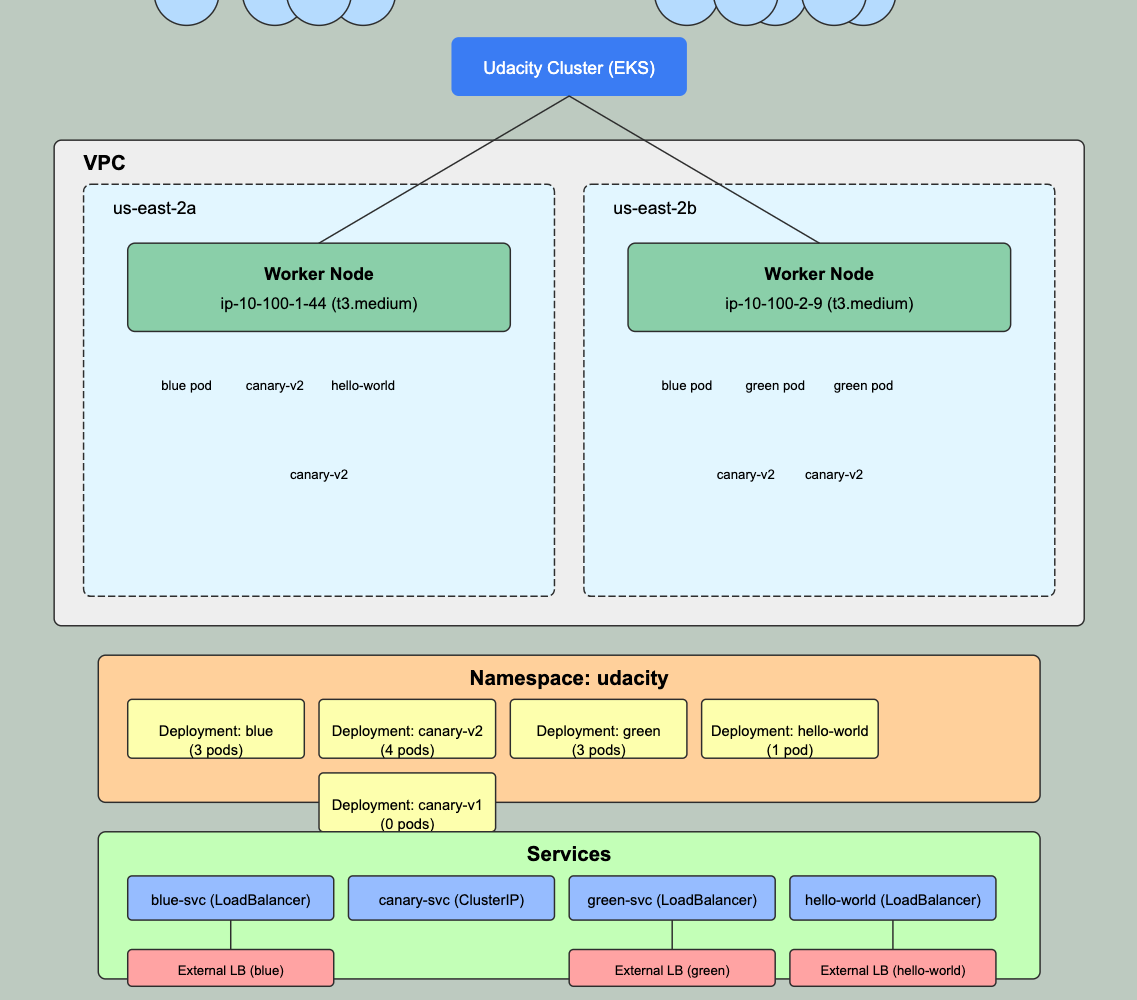 Udacity Cluster (EKS)
VPC
us-east-2a
us-east-2b
Worker Node
ip-10-100-1-44 (t3.medium)
Worker Node
ip-10-100-2-9 (t3.medium)
blue pod
canary-v2
hello-world
canary-v2
blue pod
green pod
green pod
canary-v2
canary-v2
Namespace: udacity
Deployment: blue
(3 pods)
Deployment: canary-v2
(4 pods)
Deployment: green
(3 pods)
Deployment: hello-world
(1 pod)
Deployment: canary-v1
(0 pods)
Services
blue-svc (LoadBalancer)
canary-svc (ClusterIP)
green-svc (LoadBalancer)
hello-world (LoadBalancer)
External LB (blue)
External LB (green)
External LB (hello-world)